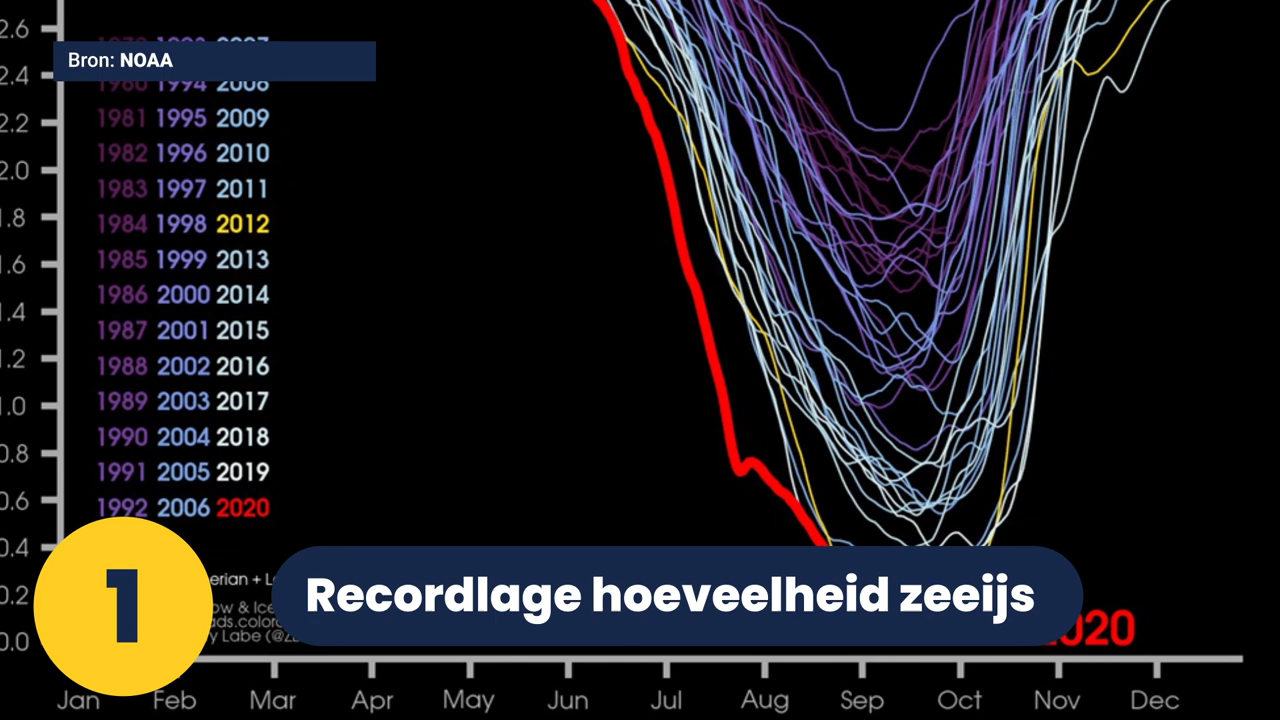 Bron: NOAA
2.6
2.4
2.2
2.0
1.8
1.6
1.4
1.2
1.0
0.8
0.6
0.4
0.2
0.0
1979 1993 2007
1980 1994 2008
1981 1995 2009
1982 1996 2010
1983 1997 2011
1984 1998 2012
1985 1999 2013
1986 2000 2014
1987 2001 2015
1988 2002 2016
1989 2003 2017
1990 2004 2018
1991 2005 2019
1992 2006 2020
1
Recordlage hoeveelheid zeeijs
2020
Jan Feb Mar Apr May Jun Jul Aug Sep Oct Nov Dec